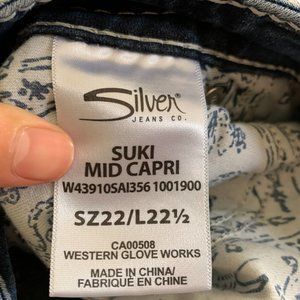 Silver
JEANS CO.
SUKI
MID CAPRI
W43910SAI356 1001900
SZ22/L22½
CA00508
WESTERN GLOVE WORKS
MADE IN CHINA/
FABRIQUÉ EN CHINE